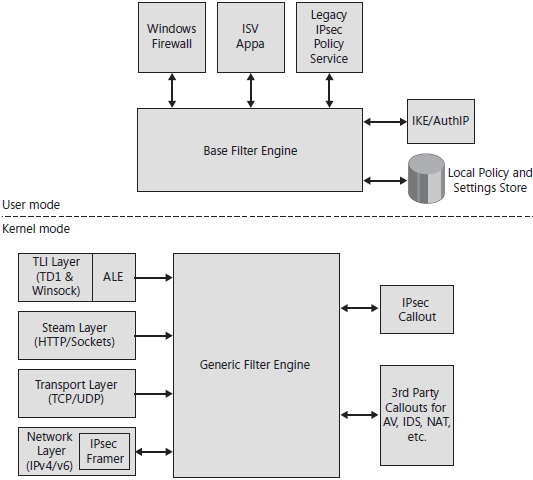 Windows
Firewall
ISV
Appa
Legacy
IPsec
Policy
Service
Base Filter Engine
IKE/AuthIP
Local Policy and
Settings Store
User mode
Kernel mode
TLI Layer
(TD1 &
Winsock)
ALE
Steam Layer
(HTTP/Sockets)
Transport Layer
(TCP/UDP)
Network
Layer
(IPv4/v6)
IPsec
Framer
Generic Filter Engine
IPsec
Callout
3rd Party
Callouts for
AV, IDS, NAT,
etc.